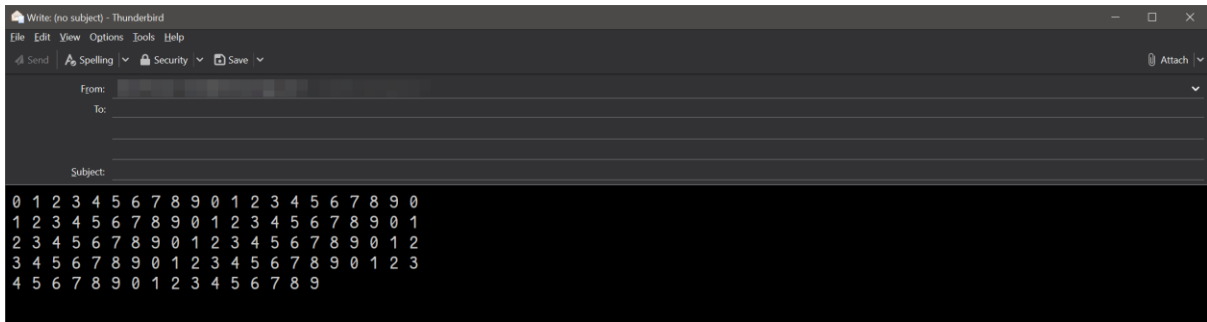 Write: (no subject) - Thunderbird
File Edit View Options Tools Help
Send Spelling Security Save Attach
From:
To:
Subject:
0 1 2 3 4 5 6 7 8 9 0 1 2 3 4 5 6 7 8 9 0
1 2 3 4 5 6 7 8 9 0 1 2 3 4 5 6 7 8 9 0 1
2 3 4 5 6 7 8 9 0 1 2 3 4 5 6 7 8 9 0 1 2
3 4 5 6 7 8 9 0 1 2 3 4 5 6 7 8 9 0 1 2 3
4 5 6 7 8 9 0 1 2 3 4 5 6 7 8 9